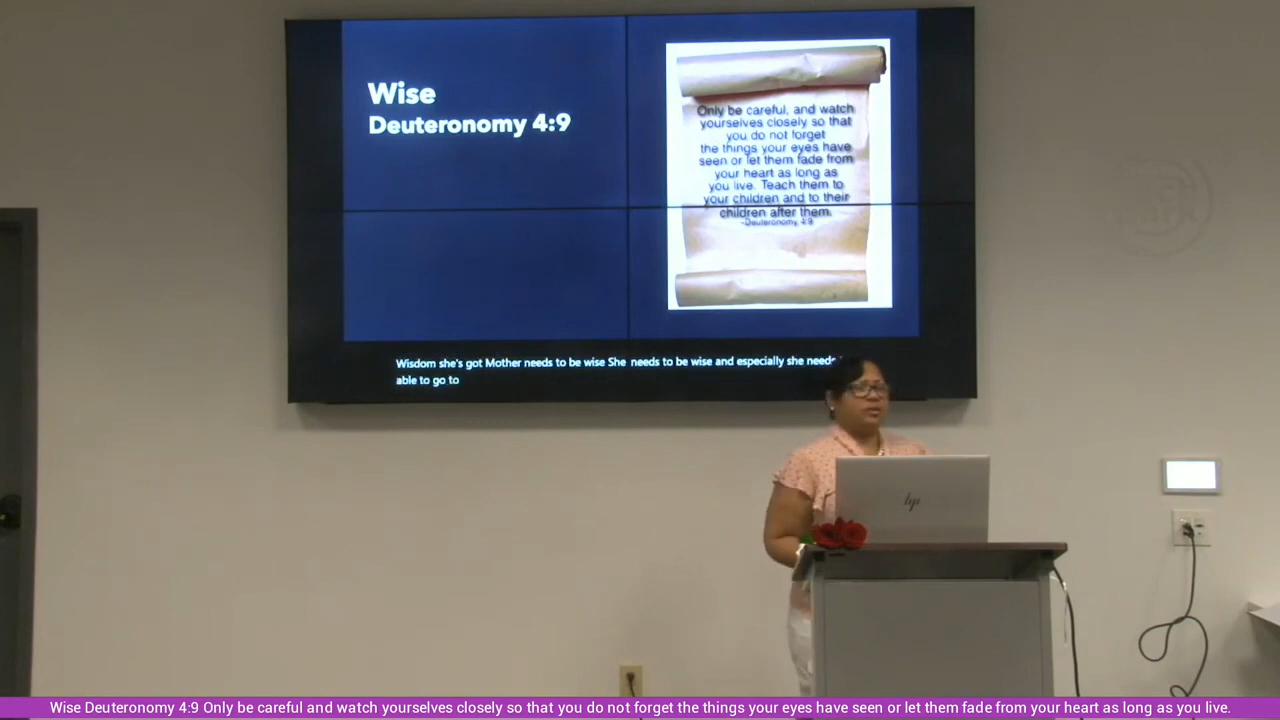 Wise
Deuteronomy 4:9
Only be careful, and watch
yourselves closely so that
you do not forget
the things your eyes have
seen or let them fade from
your heart as long as
you live. Teach them to
your children and to their
children after them.
-Deuteronomy 4:9
Wisdom she's got Mother needs to be wise She needs to be wise and especially she needs
able to go to
hp
Wise Deuteronomy 4:9 Only be careful and watch yourselves closely so that you do not forget the things your eyes have seen or let them fade from your heart as long as you live.